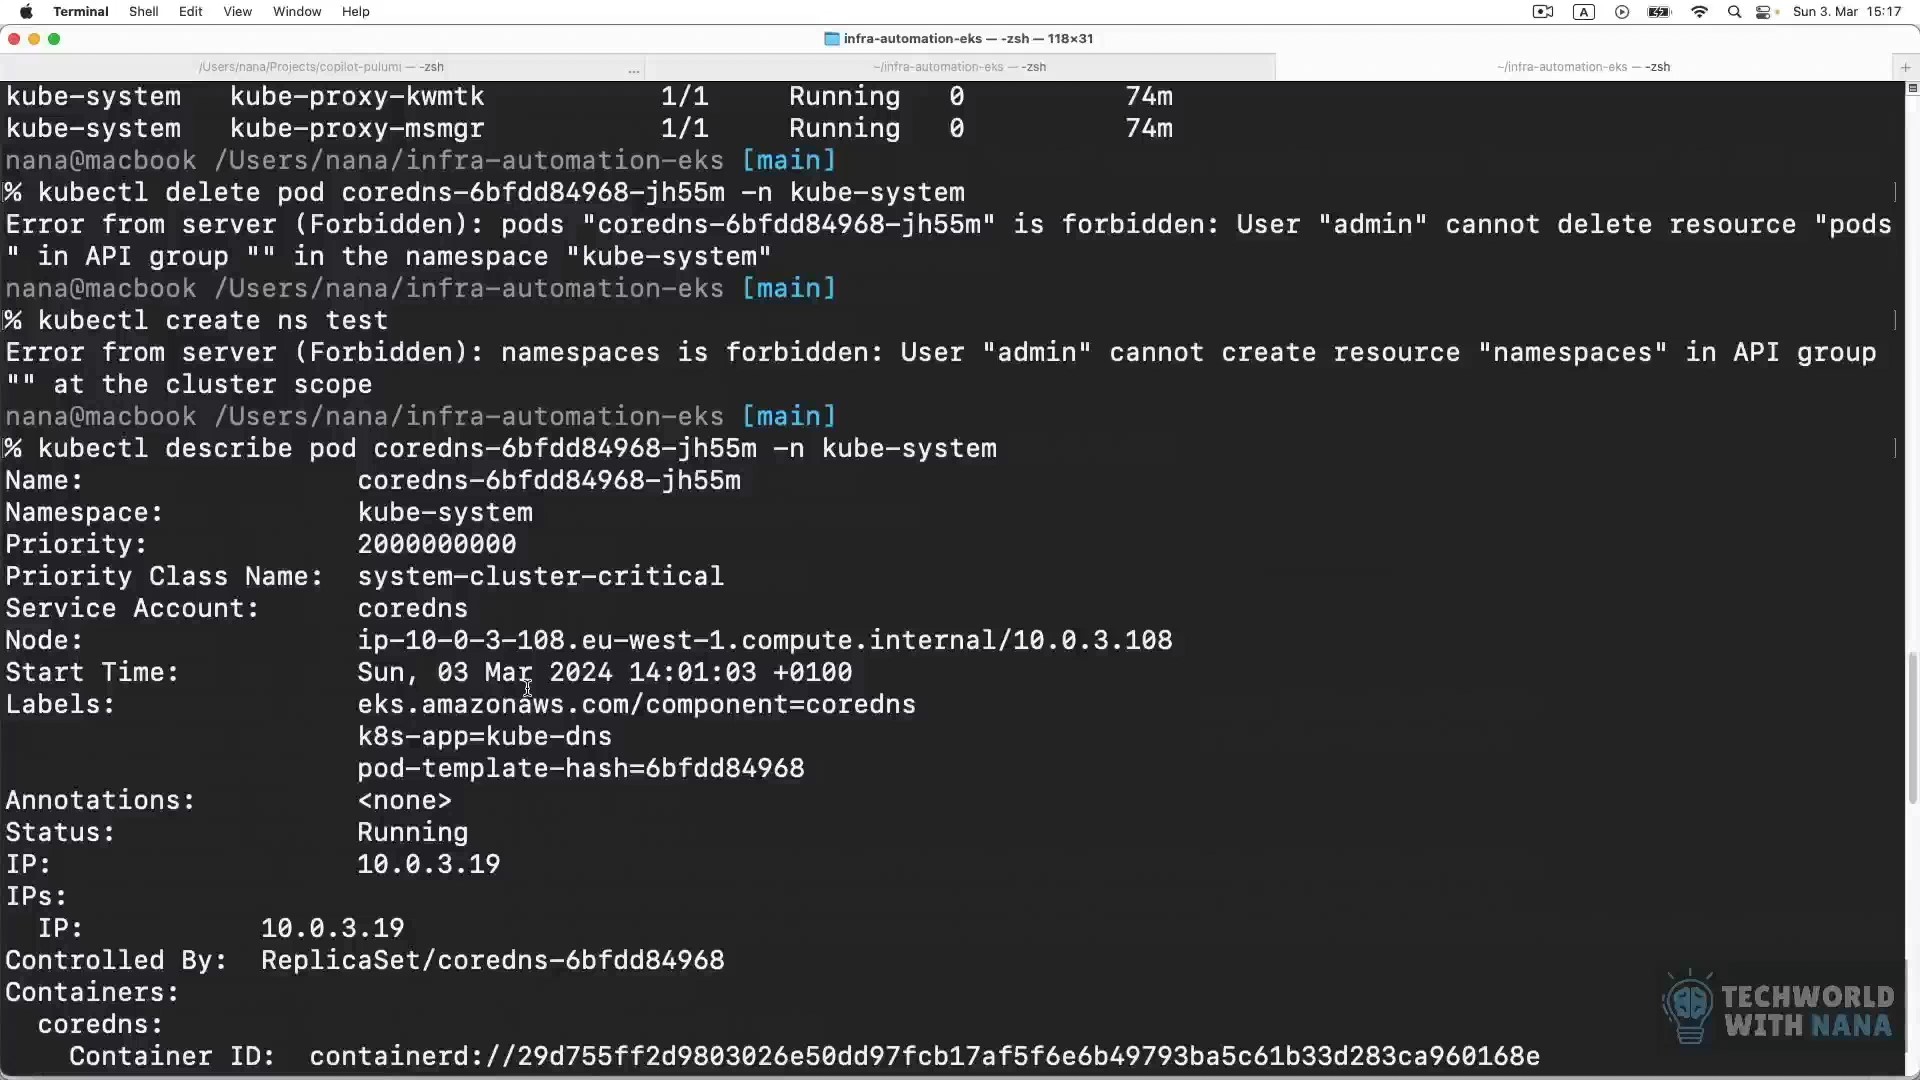 Terminal Shell Edit View Window Help A Sun 3. Mar 15:17
infra-automation-eks — -zsh — 118×31
/Users/nana/Projects/copilot-pulumi — -zsh ... ~/infra-automation-eks — -zsh ~/infra-automation-eks — -zsh +
kube-system kube-proxy-kwmtk 1/1 Running 0 74m
kube-system kube-proxy-msmgr 1/1 Running 0 74m
nana@macbook /Users/nana/infra-automation-eks [main]
% kubectl delete pod coredns-6bfdd84968-jh55m -n kube-system ]
Error from server (Forbidden): pods "coredns-6bfdd84968-jh55m" is forbidden: User "admin" cannot delete resource "pods
" in API group "" in the namespace "kube-system"
nana@macbook /Users/nana/infra-automation-eks [main]
% kubectl create ns test ]
Error from server (Forbidden): namespaces is forbidden: User "admin" cannot create resource "namespaces" in API group
"" at the cluster scope
nana@macbook /Users/nana/infra-automation-eks [main]
% kubectl describe pod coredns-6bfdd84968-jh55m -n kube-system ]
Name: coredns-6bfdd84968-jh55m
Namespace: kube-system
Priority: 2000000000
Priority Class Name: system-cluster-critical
Service Account: coredns
Node: ip-10-0-3-108.eu-west-1.compute.internal/10.0.3.108
Start Time: Sun, 03 Mar 2024 14:01:03 +0100
Labels: eks.amazonaws.com/component=coredns
k8s-app=kube-dns
pod-template-hash=6bfdd84968
Annotations: <none>
Status: Running
IP: 10.0.3.19
IPs:
IP: 10.0.3.19
Controlled By: ReplicaSet/coredns-6bfdd84968
Containers:
coredns:
Container ID: containerd://29d755ff2d9803026e50dd97fcb17af5f6e6b49793ba5c61b33d283ca960168e
TECHWORLD
WITH NANA